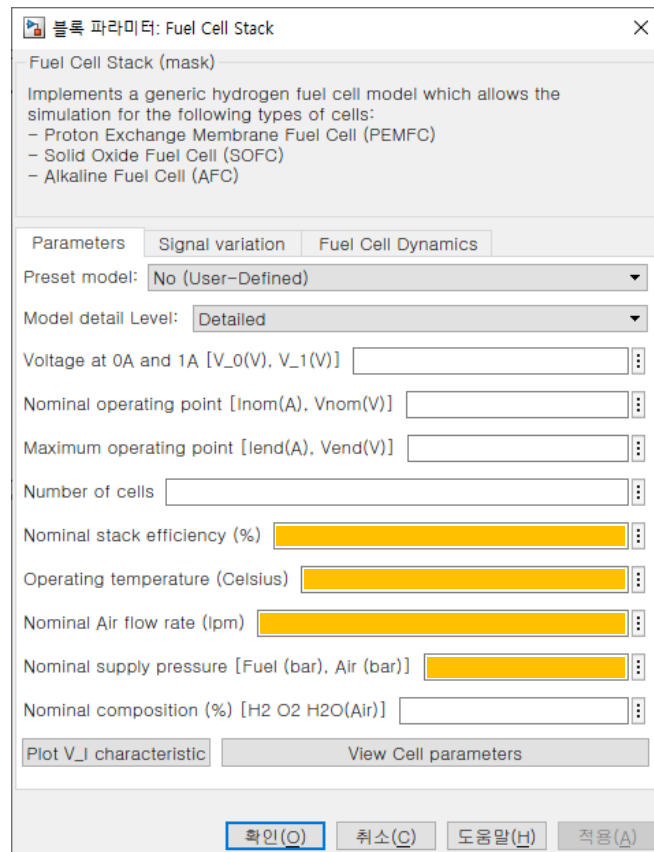 블록 파라미터: Fuel Cell Stack
Fuel Cell Stack (mask)
Implements a generic hydrogen fuel cell model which allows the
simulation for the following types of cells:
- Proton Exchange Membrane Fuel Cell (PEMFC)
- Solid Oxide Fuel Cell (SOFC)
- Alkaline Fuel Cell (AFC)
Parameters Signal variation Fuel Cell Dynamics
Preset model: No (User-Defined)
Model detail Level: Detailed
Voltage at 0A and 1A [V_0(V), V_1(V)]
Nominal operating point [Inom(A), Vnom(V)]
Maximum operating point [Iend(A), Vend(V)]
Number of cells
Nominal stack efficiency (%)
Operating temperature (Celsius)
Nominal Air flow rate (lpm)
Nominal supply pressure [Fuel (bar), Air (bar)]
Nominal composition (%) [H2 O2 H2O(Air)]
Plot V_I characteristic View Cell parameters
확인(O) 취소(C) 도움말(H) 적용(A)